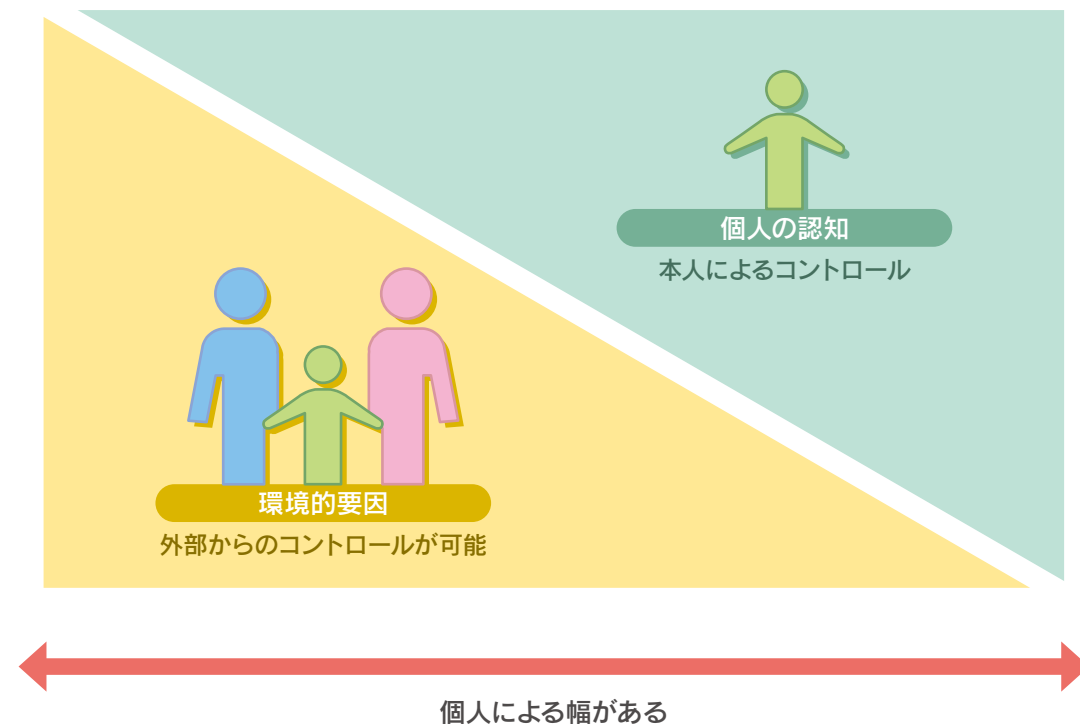 個人の認知
本人によるコントロール
環境的要因
外部からのコントロールが可能
個人による幅がある